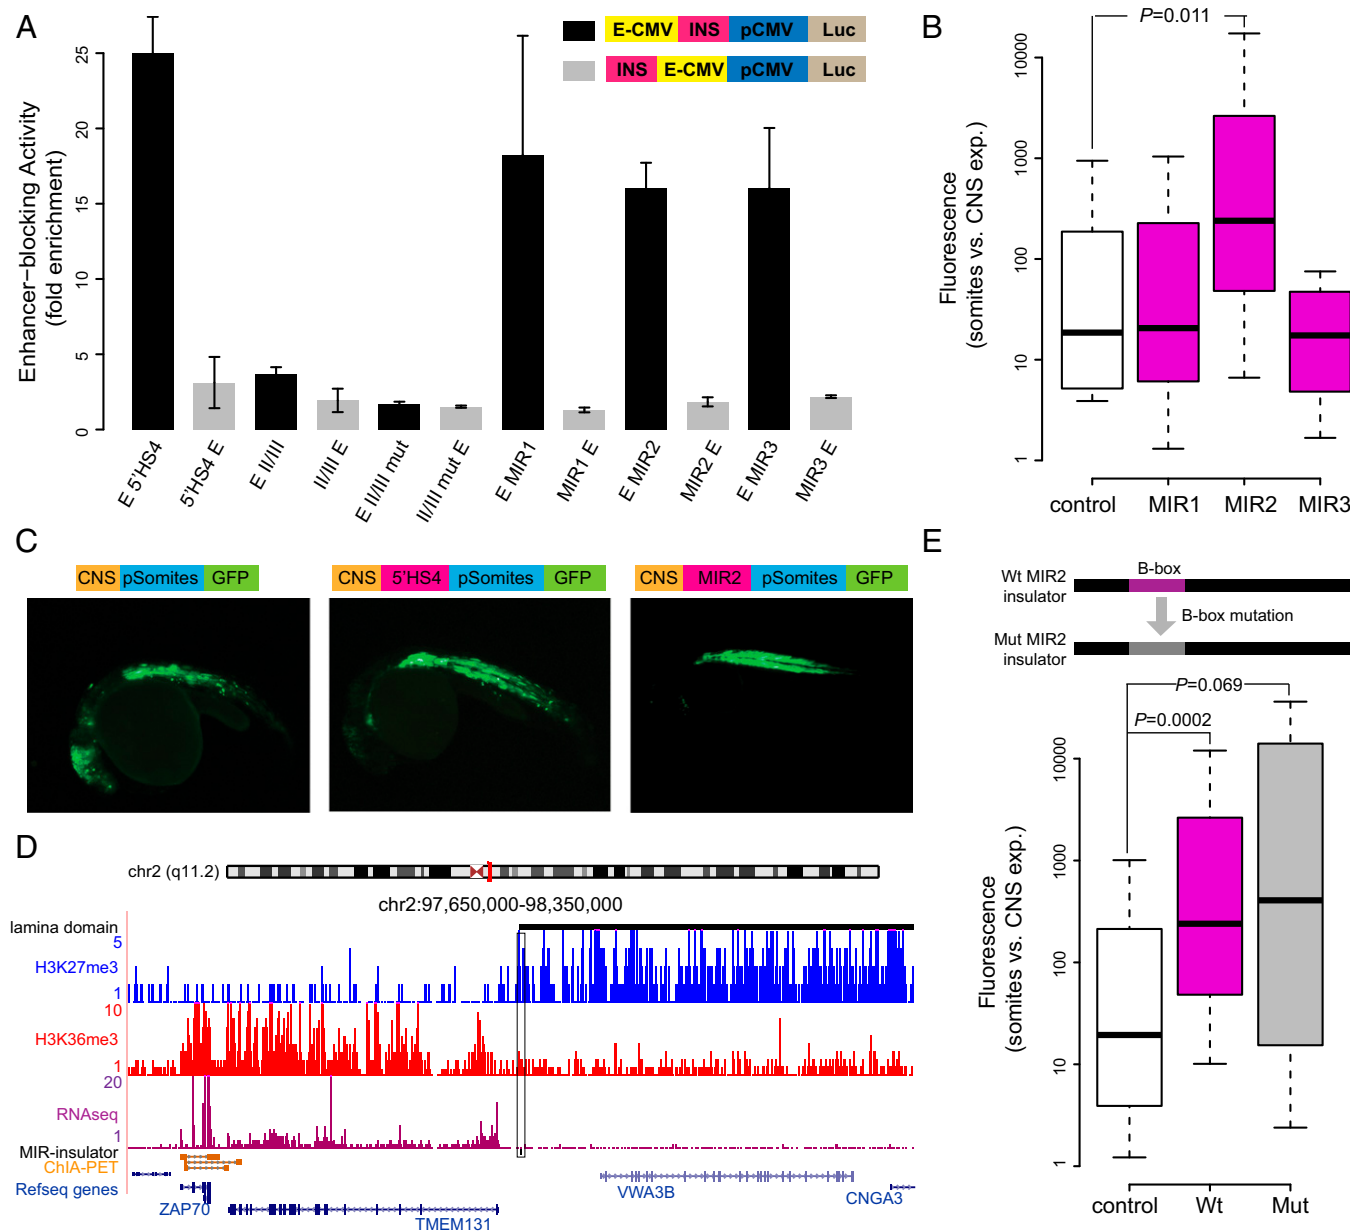 A
E-CMV INS pCMV Luc
INS E-CMV pCMV Luc
Enhancer−blocking Activity
(fold enrichment)
25
20
15
10
5
0
E 5'HS4
5'HS4 E
E II/III
II/III E
E II/III mut
II/III mut E
E MIR1
MIR1 E
E MIR2
MIR2 E
E MIR3
MIR3 E
B
P=0.011
Fluorescence
(somites vs. CNS exp.)
10000
1000
100
10
1
control MIR1 MIR2 MIR3
C
CNS pSomites GFP
CNS 5'HS4 pSomites GFP
CNS MIR2 pSomites GFP
D
chr2 (q11.2)
chr2:97,650,000-98,350,000
lamina domain
5
H3K27me3
1
10
H3K36me3
1
20
RNAseq
1
MIR-insulator
ChIA-PET
Refseq genes
ZAP70
TMEM131
VWA3B
CNGA3
E
Wt MIR2
insulator
B-box
B-box mutation
Mut MIR2
insulator
P=0.069
P=0.0002
Fluorescence
(somites vs. CNS exp.)
10000
1000
100
10
1
control Wt Mut